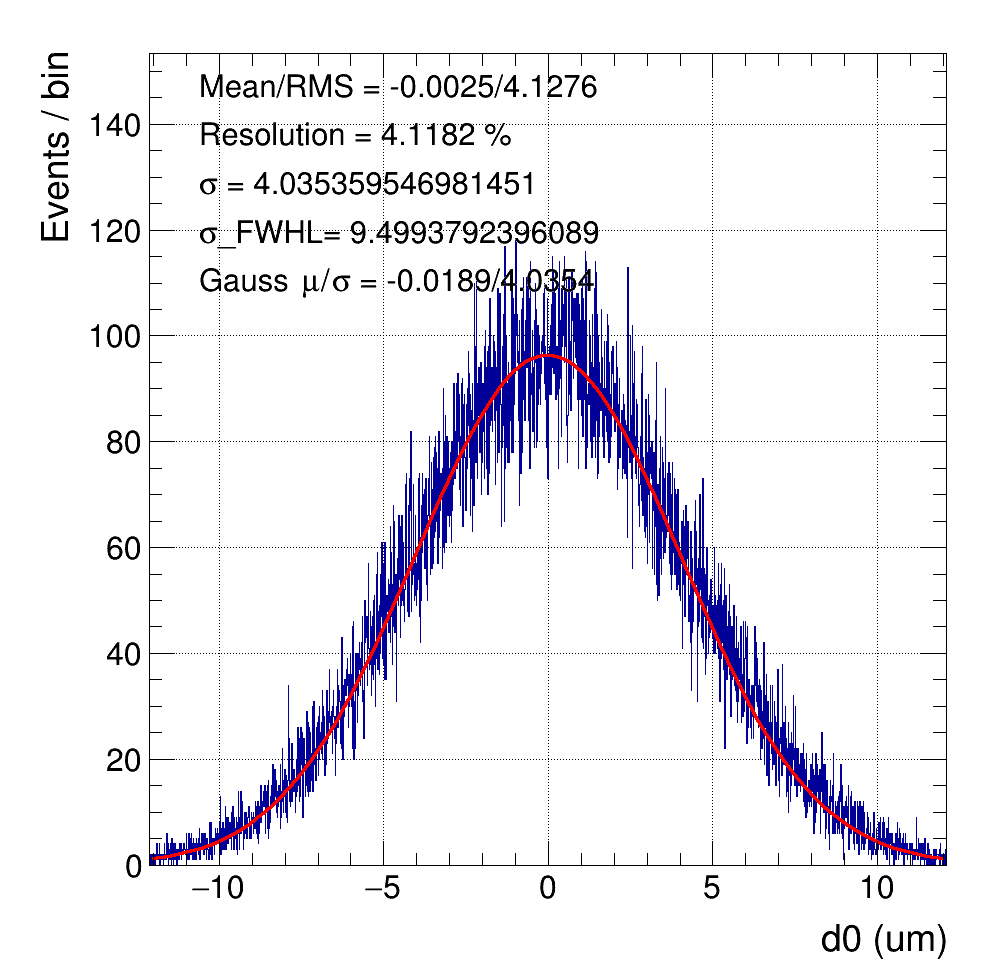 Events / bin
Mean/RMS = -0.0025/4.1276
Resolution = 4.1182 %
σ = 4.035359546981451
σ_FWHL= 9.4993792396089
Gauss μ/σ = -0.0189/4.0354
140
120
100
80
60
40
20
0
−10 −5 0 5 10
d0 (um)